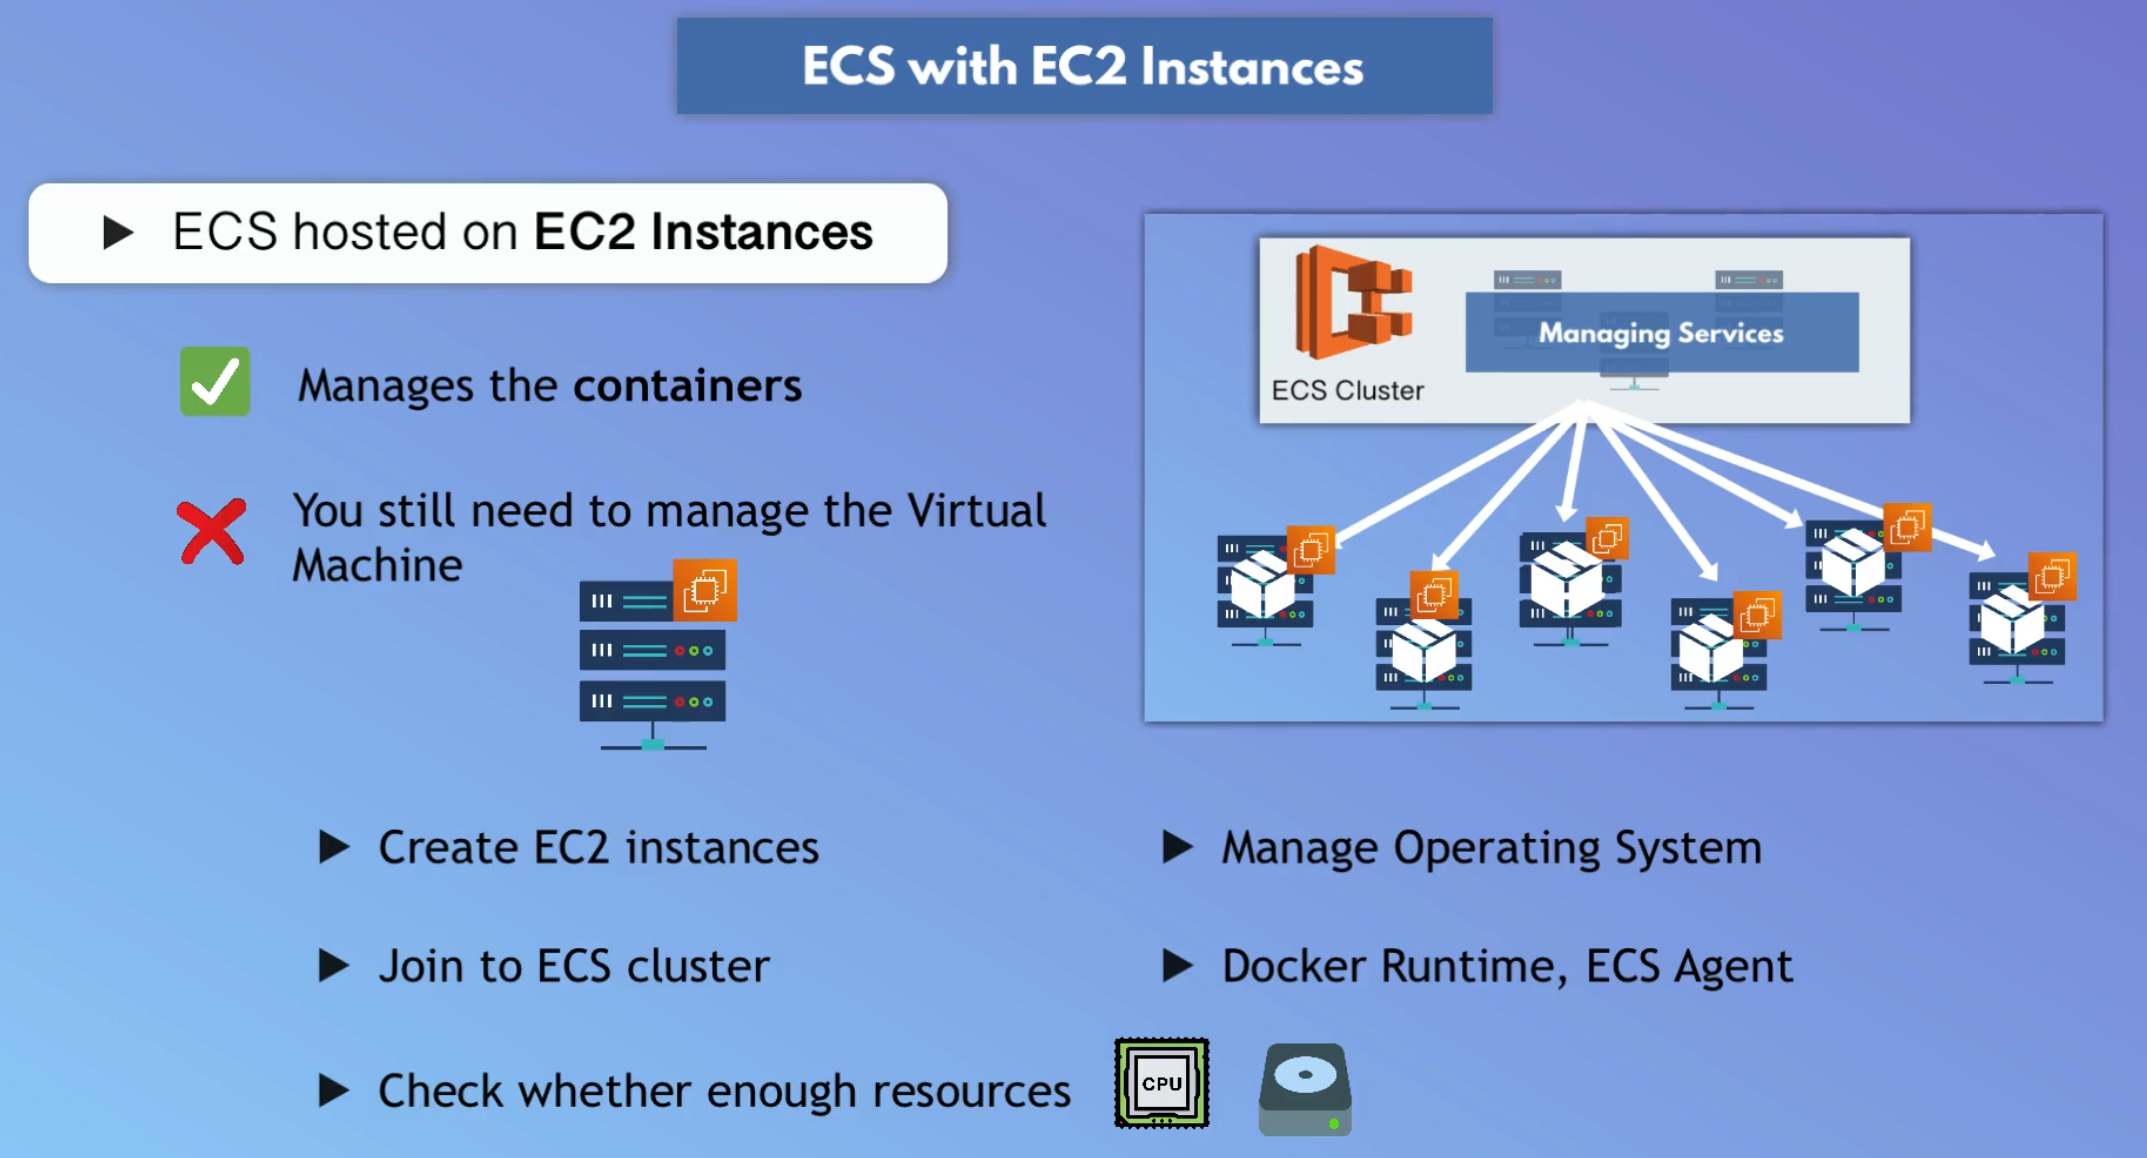 ECS with EC2 Instances
ECS hosted on EC2 Instances
Manages the containers
You still need to manage the Virtual
Machine
Managing Services
ECS Cluster
Create EC2 instances
Join to ECS cluster
Check whether enough resources
CPU
Manage Operating System
Docker Runtime, ECS Agent